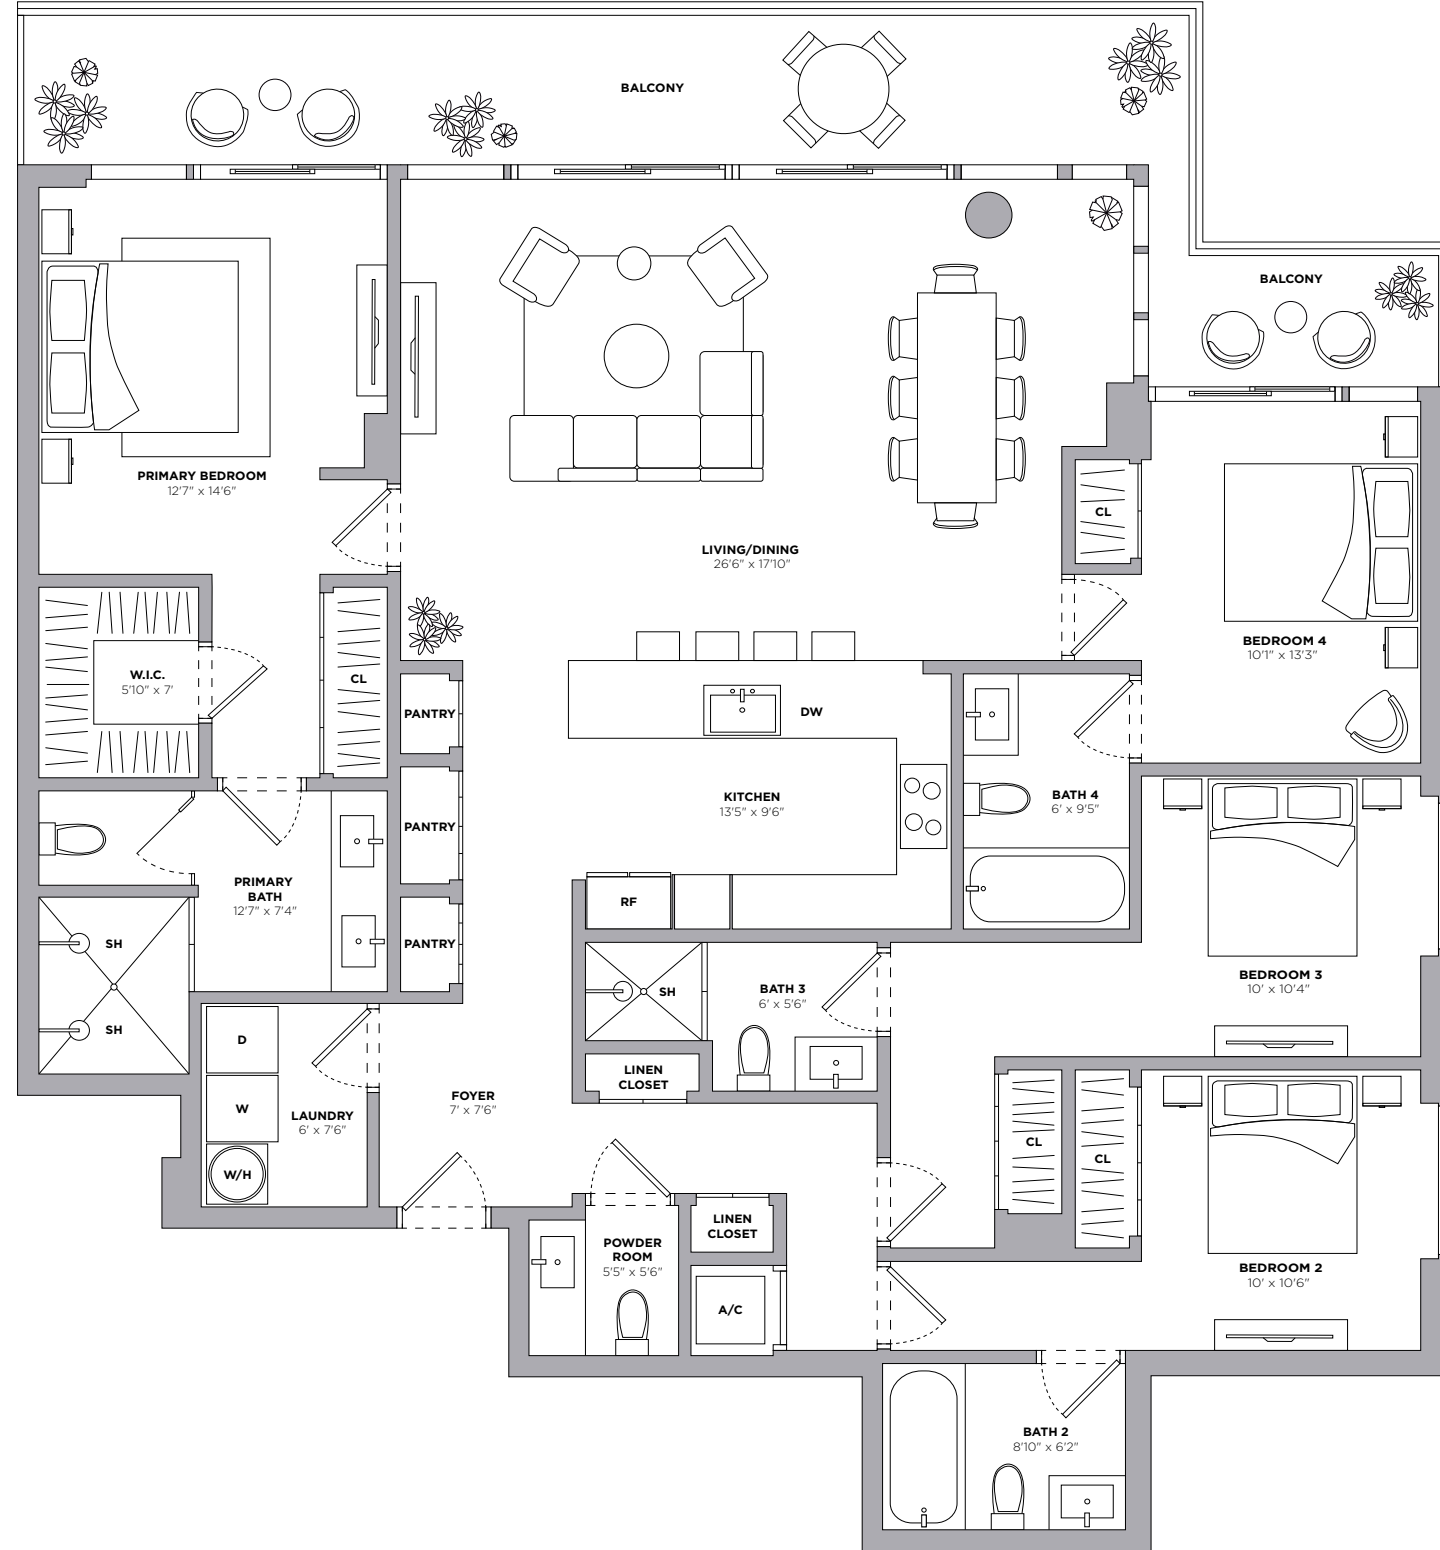 BALCONY
BALCONY
PRIMARY BEDROOM
12'7" x 14'6"
CL
LIVING/DINING
26'6" x 17'10"
BEDROOM 4
10'1" x 13'3"
W.I.C.
5'10" x 7'
CL
PANTRY
DW
KITCHEN
13'5" x 9'6"
BATH 4
6' x 9'5"
PANTRY
PRIMARY
BATH
12'7" x 7'4"
RF
PANTRY
SH
SH
BATH 3
6' x 5'6"
SH
BEDROOM 3
10' x 10'4"
D
W
W/H
LAUNDRY
6' x 7'6"
FOYER
7' x 7'6"
LINEN
CLOSET
CL
CL
POWDER
ROOM
5'5" x 5'6"
LINEN
CLOSET
A/C
BEDROOM 2
10' x 10'6"
BATH 2
8'10" x 6'2"